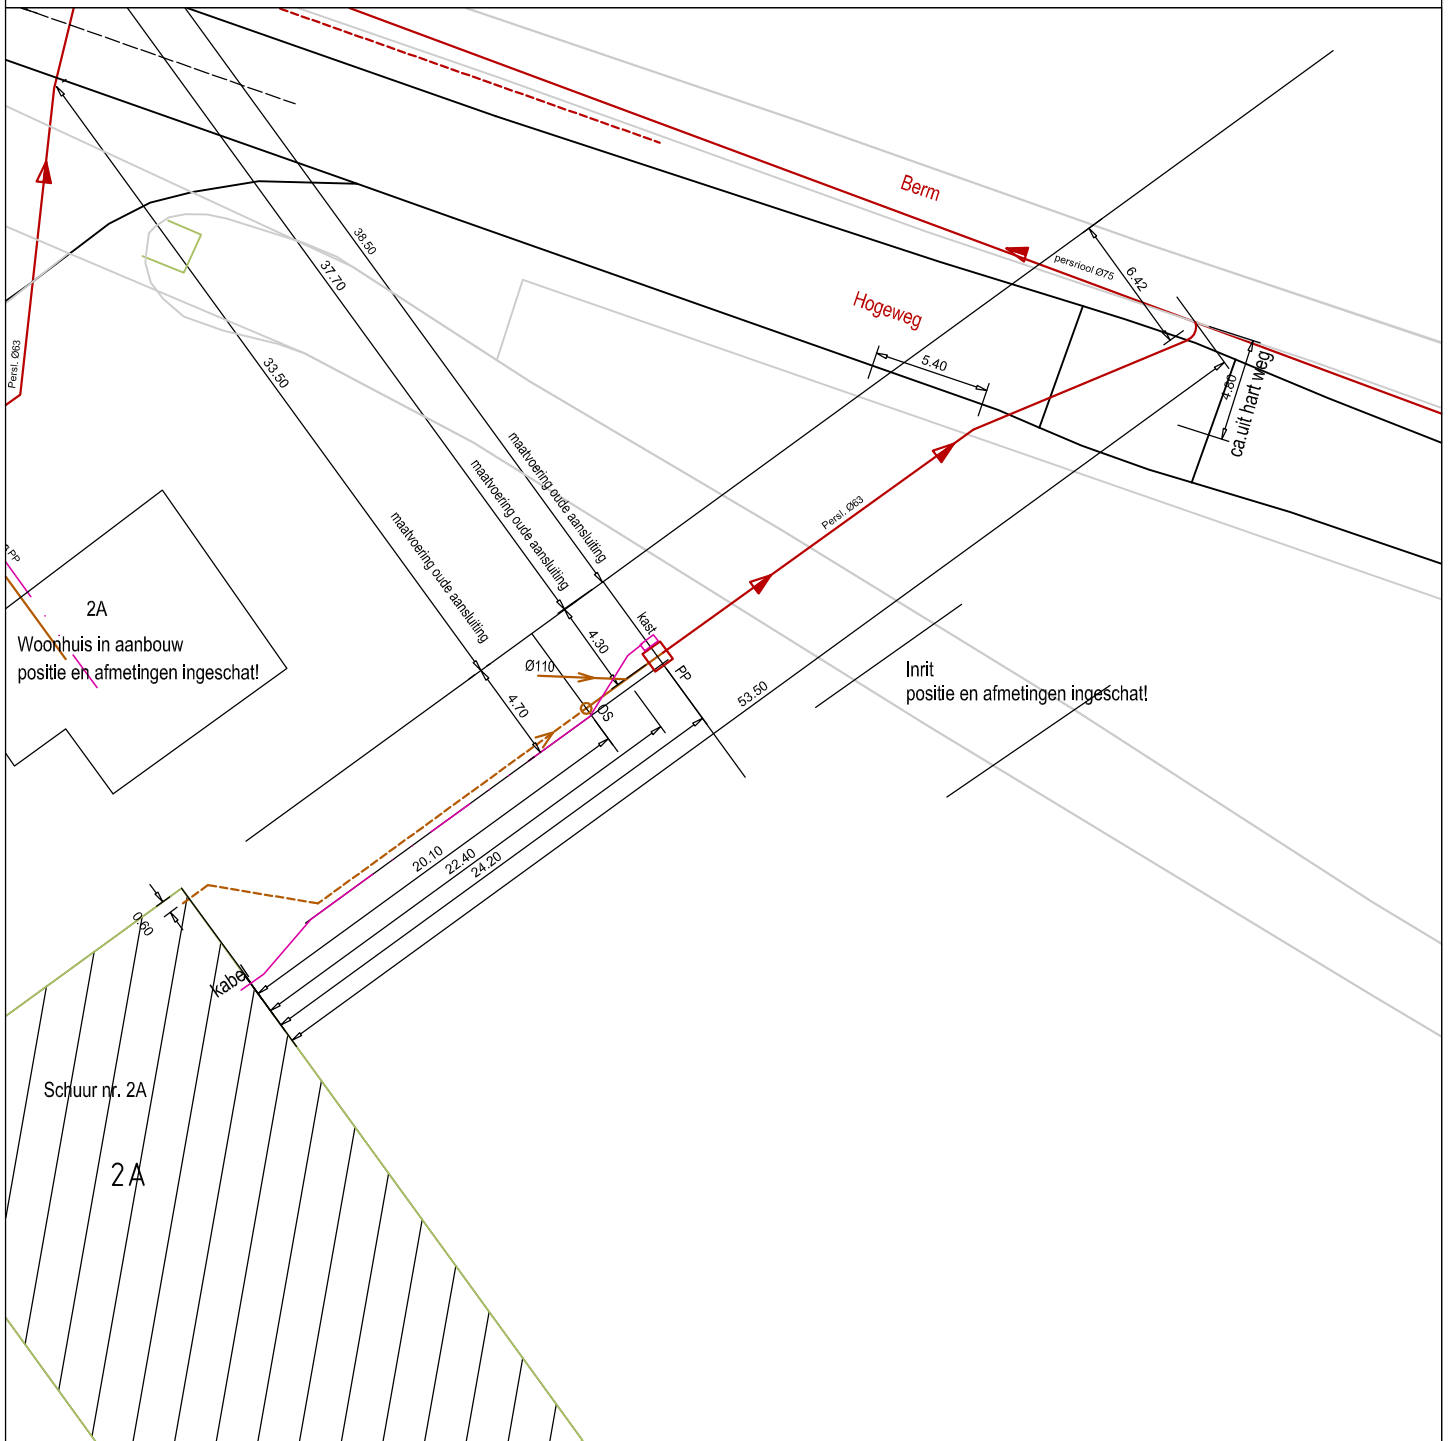 Berm
38.50
37.70
persriool Ø75
6.42
Hogeweg
Persl. Ø63
33.50
5.40
4.80
ca.uit hart weg
maatvoering oude aansluiting
maatvoering oude aansluiting
maatvoering oude aansluiting
Persl. Ø63
PP
2A
Woonhuis in aanbouw
positie en afmetingen ingeschat!
kast
4.30
Ø110
PP
Inrit
positie en afmetingen ingeschat!
53.50
4.70
OS
20.10
22.40
24.20
0.60
kabel
Schuur nr. 2A
2A